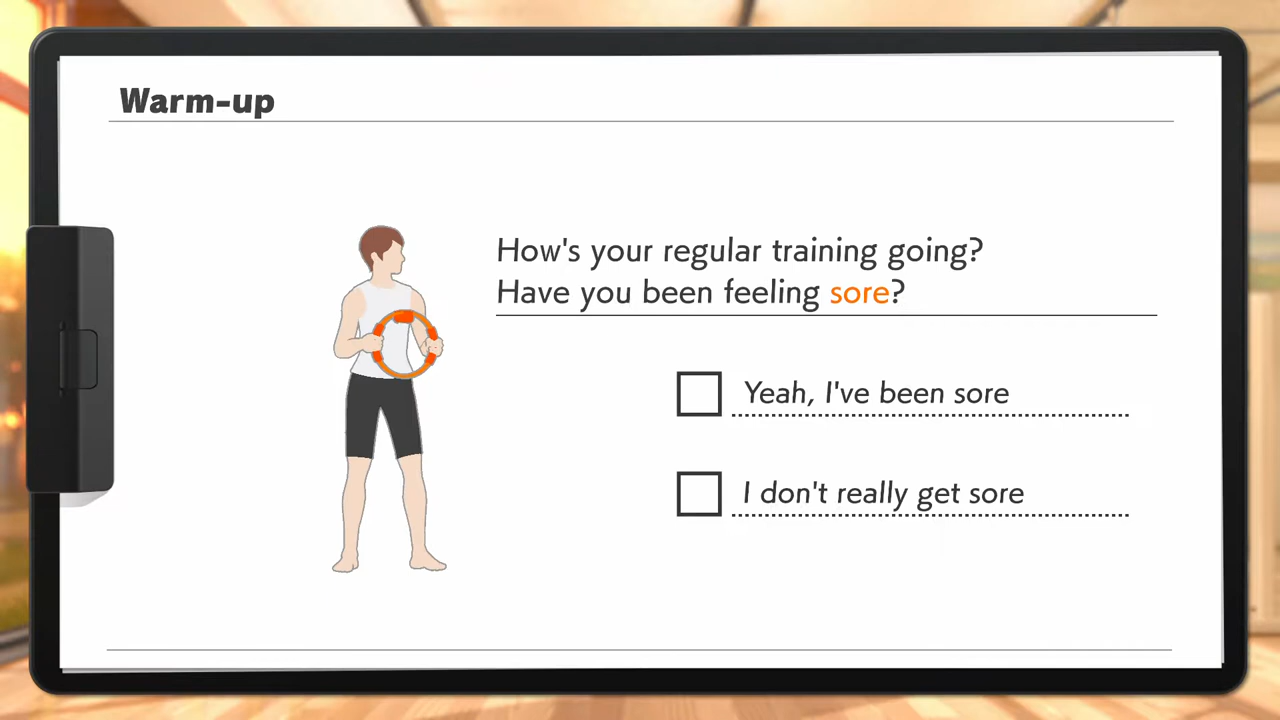 Warm-up
How's your regular training going?
Have you been feeling sore?
Yeah, I've been sore
I don't really get sore